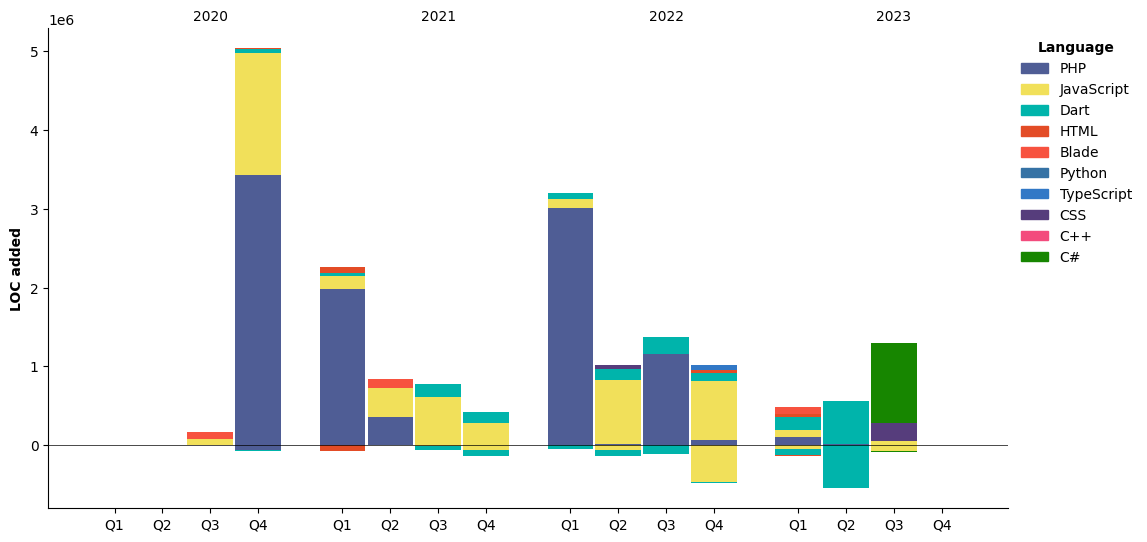 2020 2021 2022 2023
1e6
5
4
3
2
1
0
LOC added
Q1 Q2 Q3 Q4 Q1 Q2 Q3 Q4 Q1 Q2 Q3 Q4 Q1 Q2 Q3 Q4
Language
PHP
JavaScript
Dart
HTML
Blade
Python
TypeScript
CSS
C++
C#